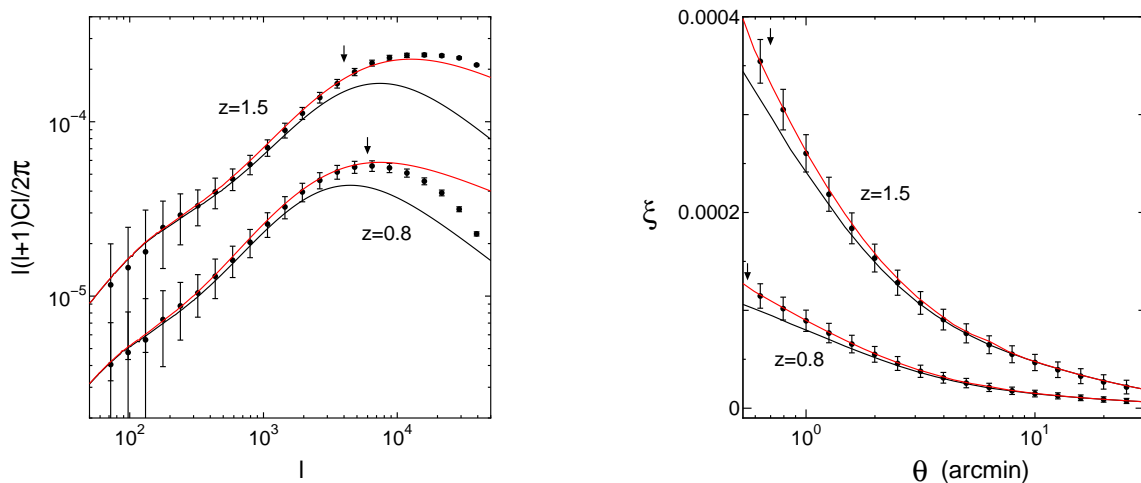 10⁻⁴
10⁻⁵
l(l+1)Cl/2π
z=1.5
z=0.8
10²
10³
10⁴
l
0.0004
0.0002
0
ξ
z=1.5
z=0.8
10⁰
10¹
θ (arcmin)